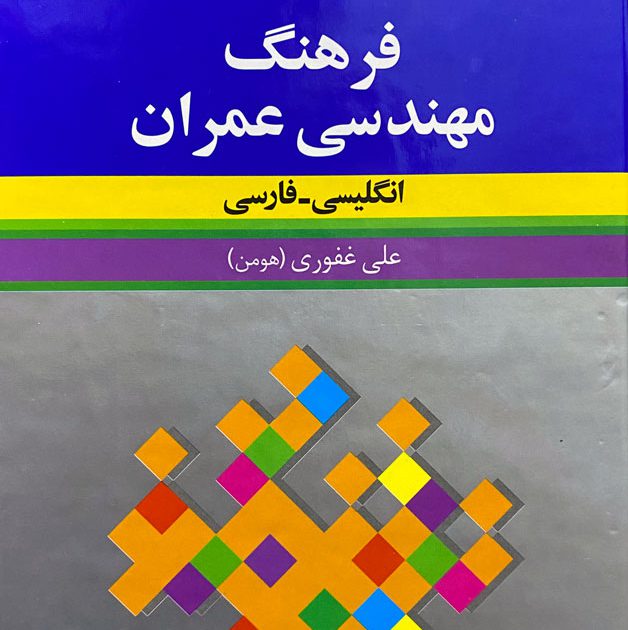 فرهنگ
مهندسی عمران
انگلیسی-فارسی
علی غفوری (هومن)